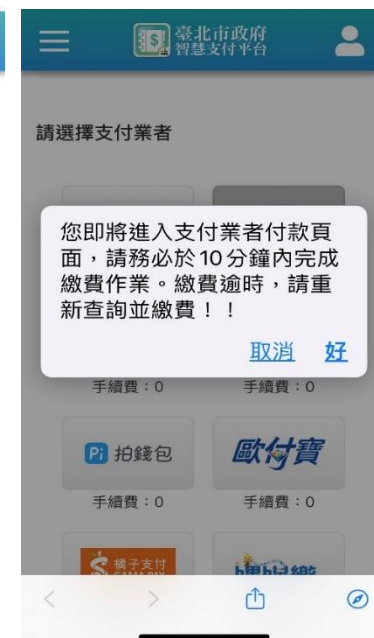 臺北市政府
智慧支付平台
請選擇支付業者
您即將進入支付業者付款頁
面，請務必於10分鐘內完成
繳費作業。繳費逾時，請重
新查詢並繳費！！
取消 好
手續費：0 手續費：0
Pi 拍錢包 歐付寶
手續費：0 手續費：0
橘子支付